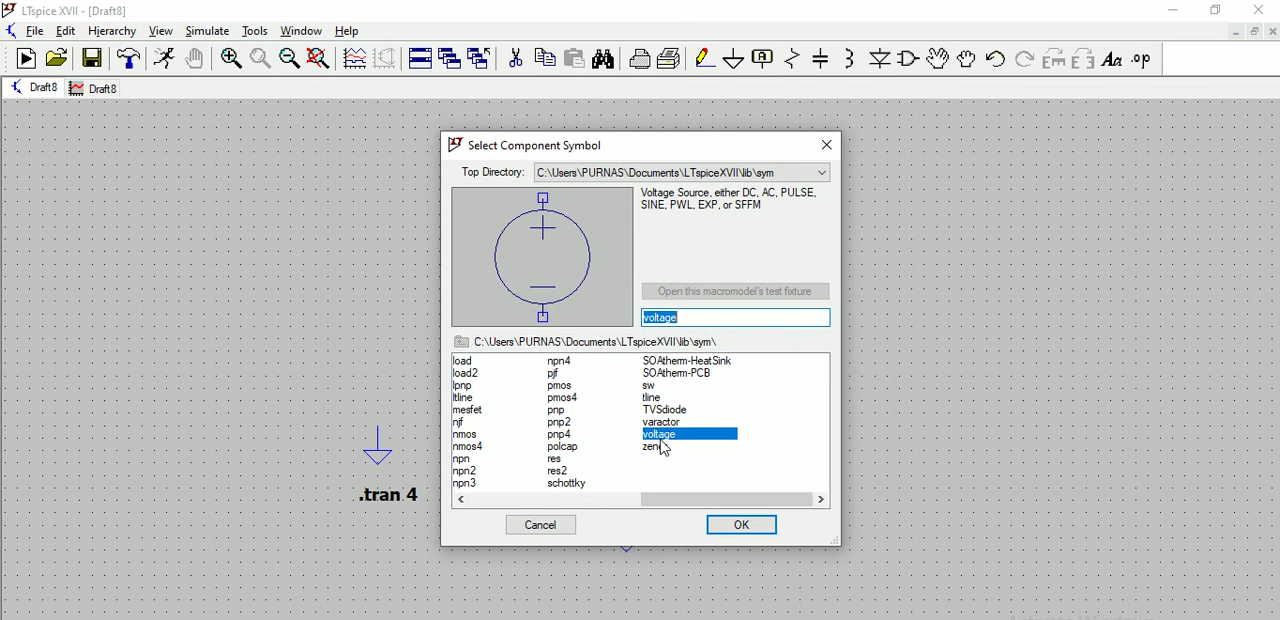 LTspice XVII - [Draft8]
File Edit Hierarchy View Simulate Tools Window Help
Draft8 Draft8
Select Component Symbol
Top Directory: C:\Users\PURNAS\Documents\LTspiceXVII\lib\sym
Voltage Source, either DC, AC, PULSE,
SINE, PWL, EXP, or SFFM
Open this macromodel's test fixture
voltage
C:\Users\PURNAS\Documents\LTspiceXVII\lib\sym\
load npn4 SOAtherm-HeatSink
load2 pjf SOAtherm-PCB
lpnp pmos sw
ltline pmos4 tline
mesfet pnp TVSdiode
njf pnp2 varactor
nmos pnp4 voltage
nmos4 polcap
npn res
npn2 res2
npn3 schottky
.tran 4
Cancel OK